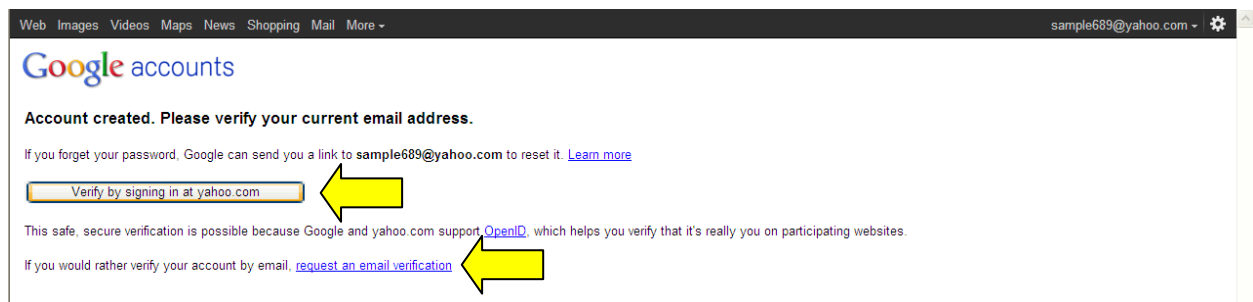 Web Images Videos Maps News Shopping Mail More sample689@yahoo.com
Google accounts
Account created. Please verify your current email address.
If you forget your password, Google can send you a link to sample689@yahoo.com to reset it. Learn more
Verify by signing in at yahoo.com
This safe, secure verification is possible because Google and yahoo.com support OpenID, which helps you verify that it's really you on participating websites.
If you would rather verify your account by email, request an email verification